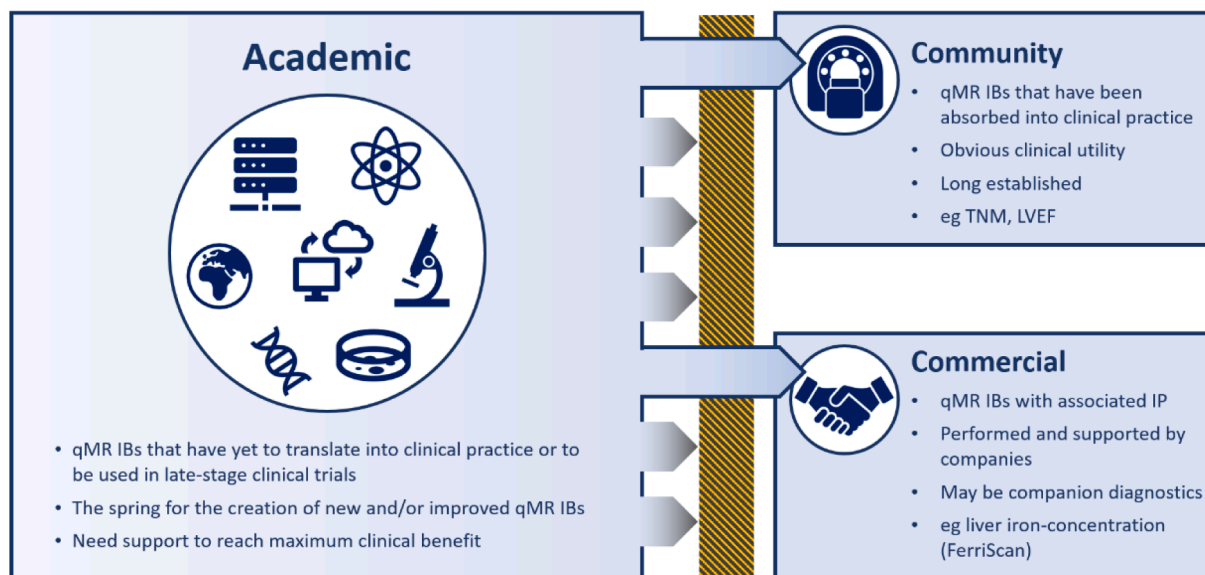 Academic
• qMR IBs that have yet to translate into clinical practice or to
be used in late-stage clinical trials
• The spring for the creation of new and/or improved qMR IBs
• Need support to reach maximum clinical benefit
Community
• qMR IBs that have been
absorbed into clinical practice
• Obvious clinical utility
• Long established
• eg TNM, LVEF
Commercial
• qMR IBs with associated IP
• Performed and supported by
companies
• May be companion diagnostics
• eg liver iron-concentration
(FerriScan)